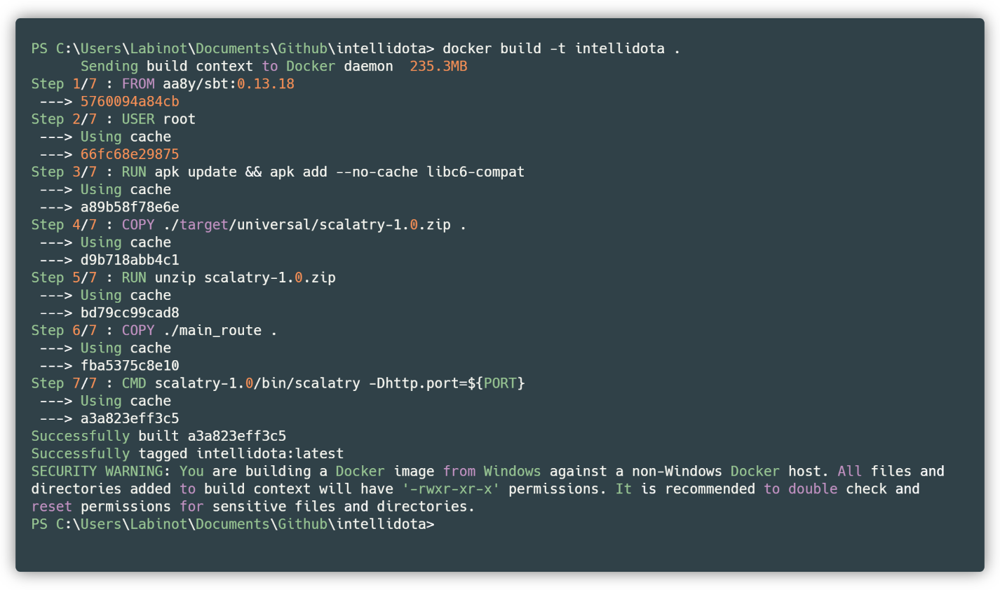 PS C:\Users\Labinot\Documents\Github\intellidota> docker build -t intellidota .
Sending build context to Docker daemon  235.3MB
Step 1/7 : FROM aa8y/sbt:0.13.18
 ---> 5760094a84cb
Step 2/7 : USER root
 ---> Using cache
 ---> 66fc68e29875
Step 3/7 : RUN apk update && apk add --no-cache libc6-compat
 ---> Using cache
 ---> a89b58f78e6e
Step 4/7 : COPY ./target/universal/scalatry-1.0.zip .
 ---> Using cache
 ---> d9b718abb4c1
Step 5/7 : RUN unzip scalatry-1.0.zip
 ---> Using cache
 ---> bd79cc99cad8
Step 6/7 : COPY ./main_route .
 ---> Using cache
 ---> fba5375c8e10
Step 7/7 : CMD scalatry-1.0/bin/scalatry -Dhttp.port=${PORT}
 ---> Using cache
 ---> a3a823eff3c5
Successfully built a3a823eff3c5
Successfully tagged intellidota:latest
SECURITY WARNING: You are building a Docker image from Windows against a non-Windows Docker host. All files and
directories added to build context will have '-rwxr-xr-x' permissions. It is recommended to double check and
reset permissions for sensitive files and directories.
PS C:\Users\Labinot\Documents\Github\intellidota>